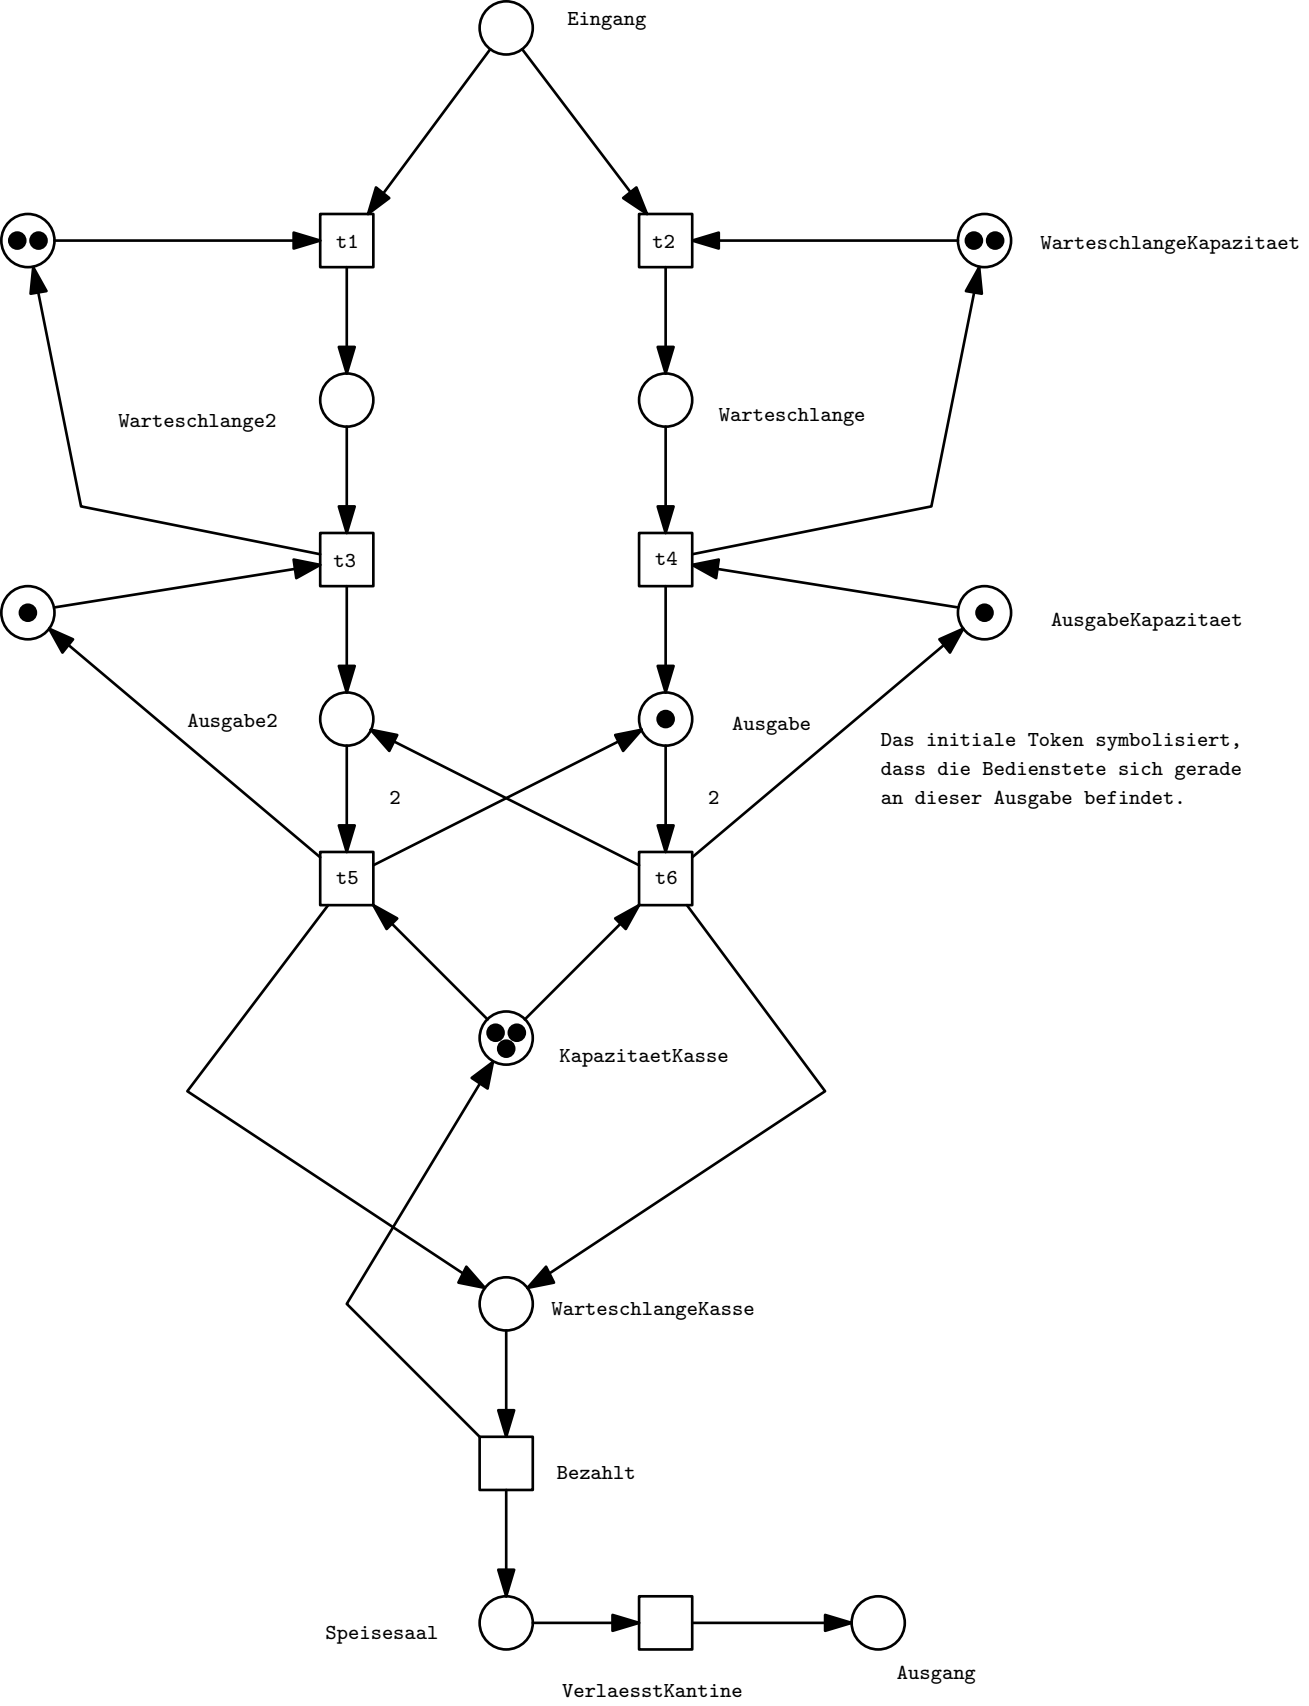 Eingang
t1
t2
WarteschlangeKapazitaet
Warteschlange2
Warteschlange
t3
t4
AusgabeKapazitaet
Ausgabe2
Ausgabe
Das initiale Token symbolisiert,
dass die Bedienstete sich gerade
an dieser Ausgabe befindet.
2
2
t5
t6
KapazitaetKasse
WarteschlangeKasse
Bezahlt
Speisesaal
VerlaesstKantine
Ausgang